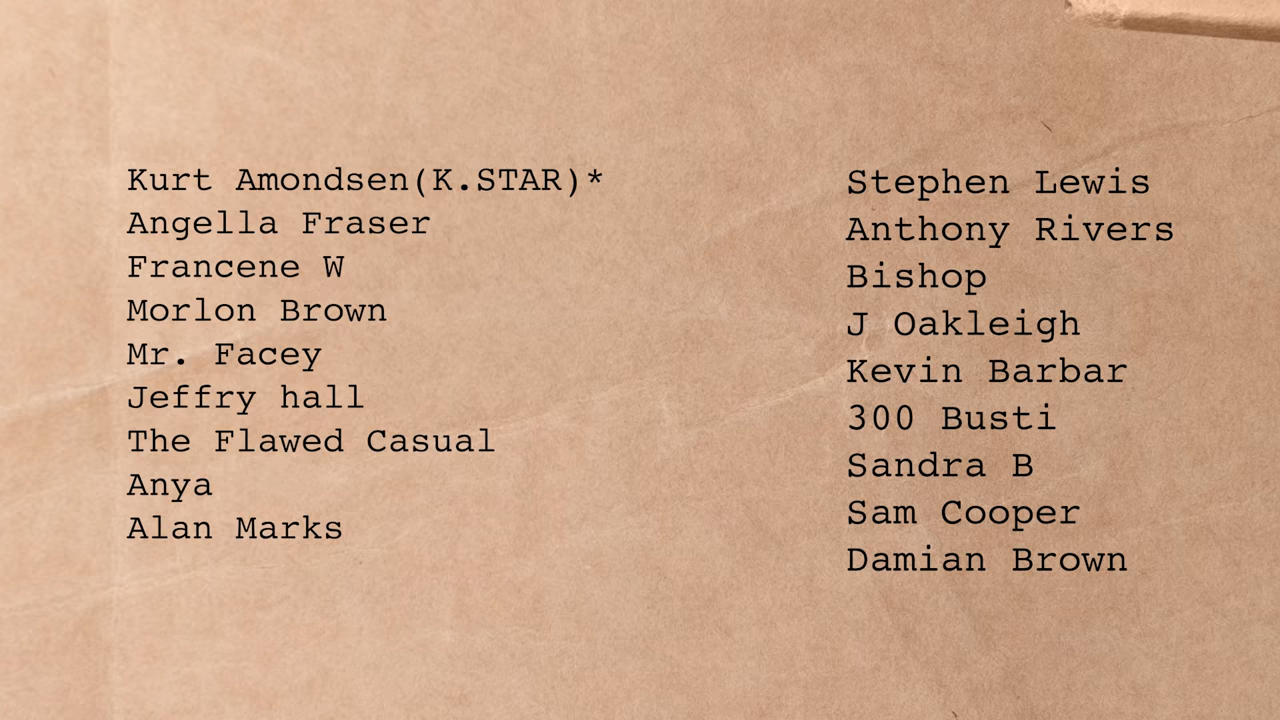 Kurt Amondsen(K.STAR)*
Angella Fraser
Francene W
Morlon Brown
Mr. Facey
Jeffry hall
The Flawed Casual
Anya
Alan Marks
Stephen Lewis
Anthony Rivers
Bishop
J Oakleigh
Kevin Barbar
300 Busti
Sandra B
Sam Cooper
Damian Brown